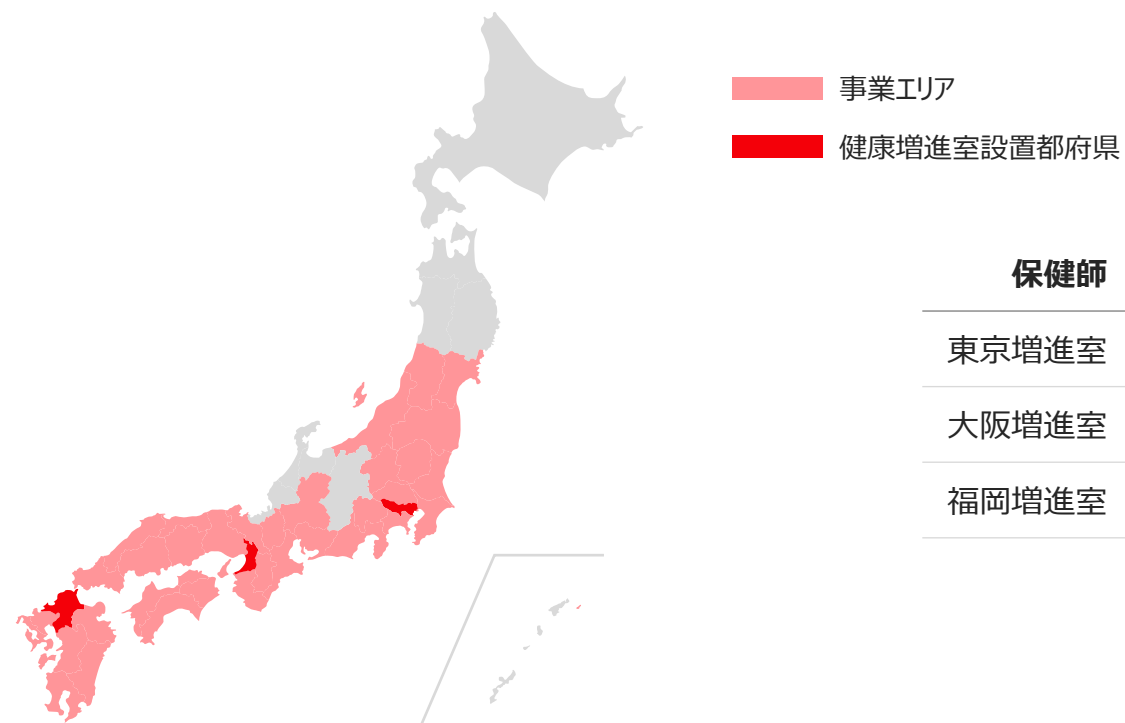 事業エリア
健康増進室設置都府県
保健師
東京増進室
大阪増進室
福岡増進室